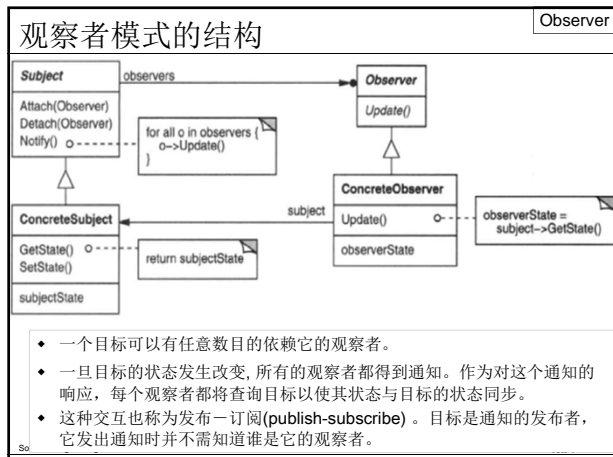 Observer
观察者模式的结构
Subject
observers
Observer
Attach(Observer)
Detach(Observer)
Notify()
for all o in observers {
o->Update()
}
Update()
ConcreteSubject
subject
ConcreteObserver
GetState()
SetState()
return subjectState
Update()
observerState =
subject->GetState()
subjectState
observerState
一个目标可以有任意数目的依赖它的观察者。
一旦目标的状态发生改变, 所有的观察者都得到通知。作为对这个通知的
响应，每个观察者都将查询目标以使其状态与目标的状态同步。
这种交互也称为发布－订阅(publish-subscribe) 。目标是通知的发布者，
它发出通知时并不需知道谁是它的观察者。
So